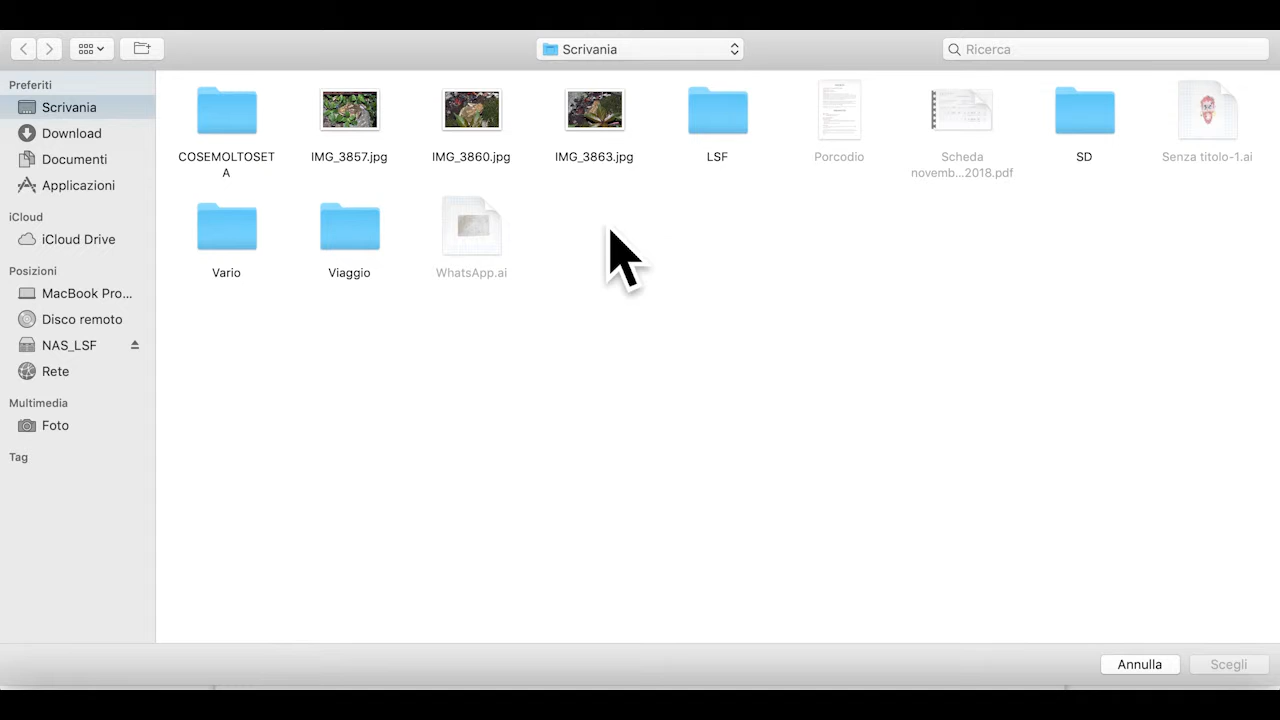 Scrivania
Ricerca
Preferiti
Scrivania
Download
Documenti
Applicazioni
iCloud
iCloud Drive
Posizioni
MacBook Pro...
Disco remoto
NAS_LSF
Rete
Multimedia
Foto
Tag
COSEMOLTOSET
A
IMG_3857.jpg
IMG_3860.jpg
IMG_3863.jpg
LSF
Porcodio
Scheda
novemb...2018.pdf
SD
Senza titolo-1.ai
Vario
Viaggio
WhatsApp.ai
Annulla
Scegli